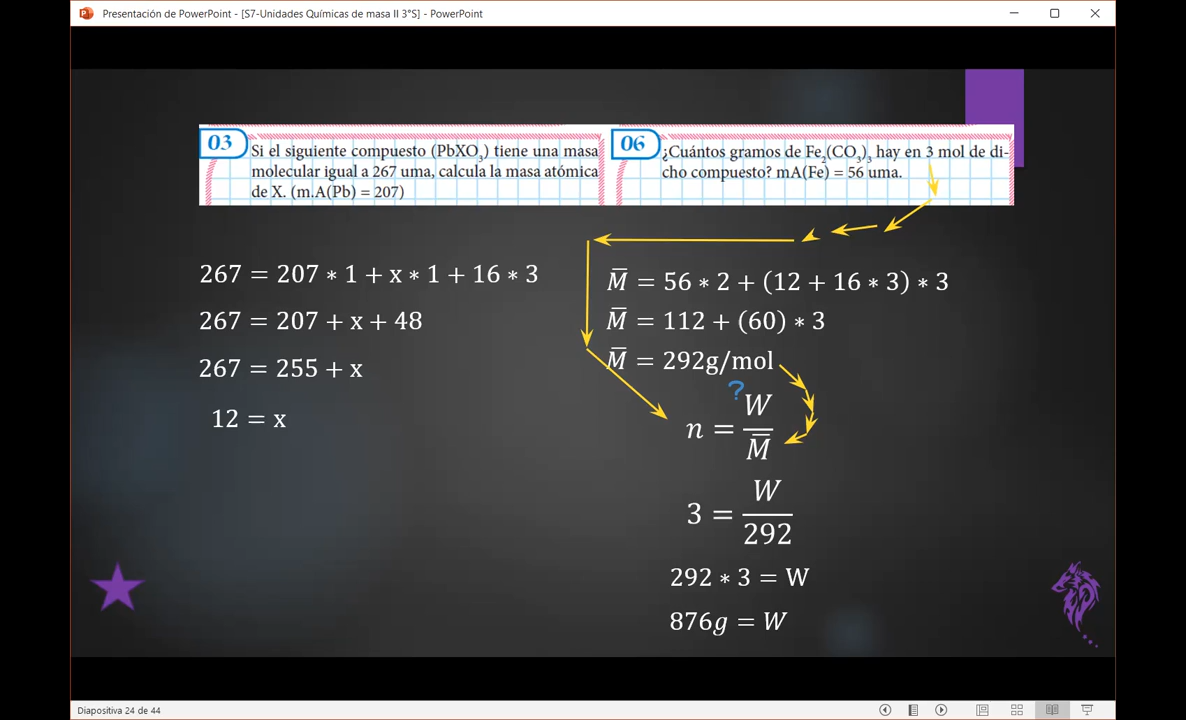 Presentación de PowerPoint - [S7-Unidades Químicas de masa II 3°S] - PowerPoint
03
Si el siguiente compuesto (PbXO₃) tiene una masa
molecular igual a 267 uma, calcula la masa atómica
de X. (m.A(Pb) = 207)
267 = 207 ∗ 1 + x ∗ 1 + 16 ∗ 3
267 = 207 + x + 48
267 = 255 + x
12 = x
06
¿Cuántos gramos de Fe₂(CO₃)₃ hay en 3 mol de di-
cho compuesto? mA(Fe) = 56 uma.
M̅ = 56 ∗ 2 + (12 + 16 ∗ 3) ∗ 3
M̅ = 112 + (60) ∗ 3
M̅ = 292g/mol
?
n = W/M̅
3 = W/292
292 ∗ 3 = W
876g = W
Diapositiva 24 de 44